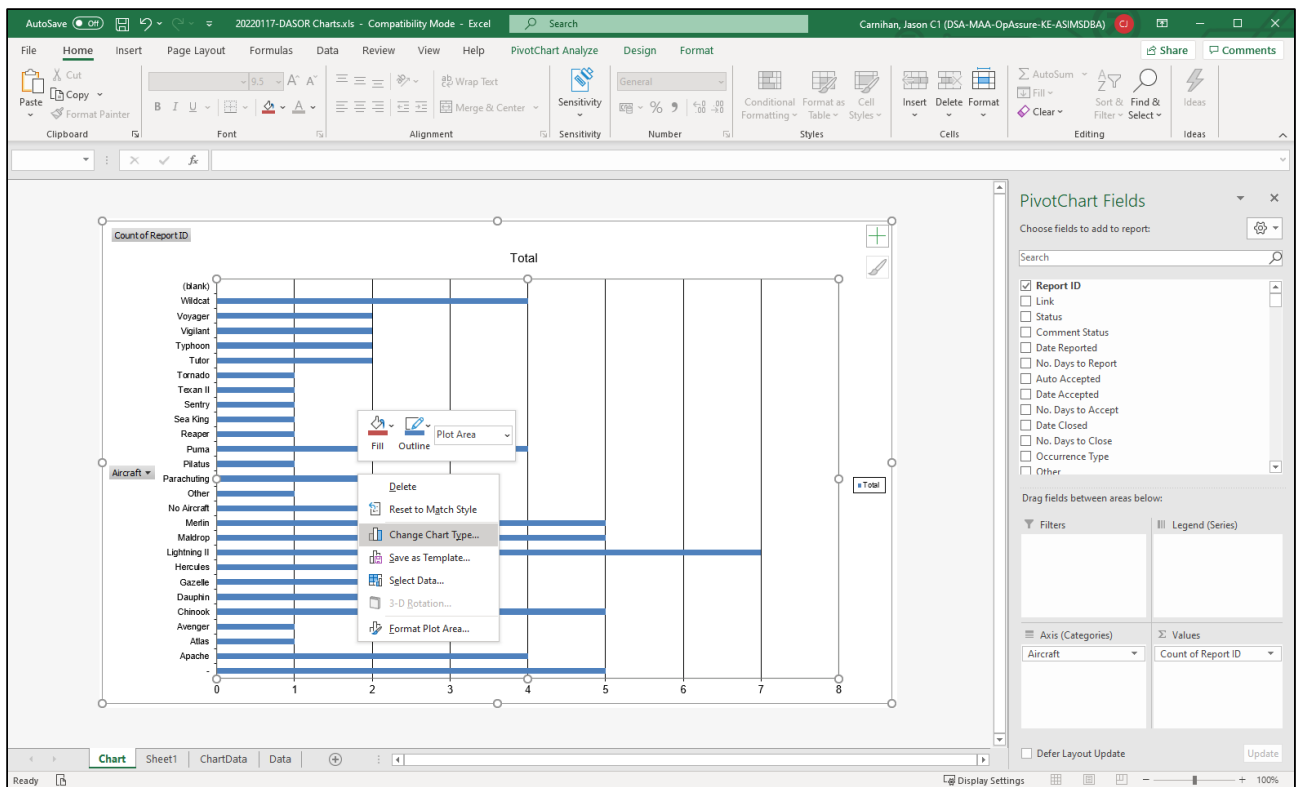 AutoSave Off 20220117-DASOR Charts.xls - Compatibility Mode - Excel Search Carnihan, Jason C1 (DSA-MAA-OpAssure-KE-ASIMSDBA) CJ
File Home Insert Page Layout Formulas Data Review View Help PivotChart Analyze Design Format Share Comments
Paste
Cut
Copy
Format Painter
Clipboard
9.5 A^ A˅
B I U A
Font
Wrap Text
Merge & Center
Alignment
Sensitivity
Sensitivity
General
% 9
Number
Conditional Formatting
Format as Table
Cell Styles
Styles
Insert Delete Format
Cells
AutoSum
Fill
Clear
Sort & Filter
Find & Select
Editing
Ideas
Ideas
fx
Count of Report ID
Total
(blank)
Wildcat
Voyager
Vigilant
Typhoon
Tutor
Tornado
Texan II
Sentry
Sea King
Reaper
Puma
Pilatus
Aircraft
Parachuting
Other
No Aircraft
Merlin
Maldrop
Lightning II
Hercules
Gazelle
Dauphin
Chinook
Avenger
Atlas
Apache
-
0 1 2 3 4 5 6 7 8
Total
Fill Outline Plot Area
Delete
Reset to Match Style
Change Chart Type...
Save as Template...
Select Data...
3-D Rotation...
Format Plot Area...
PivotChart Fields
Choose fields to add to report:
Search
Report ID
Link
Status
Comment Status
Date Reported
No. Days to Report
Auto Accepted
Date Accepted
No. Days to Accept
Date Closed
No. Days to Close
Occurrence Type
Other
Drag fields between areas below:
Filters Legend (Series)
Axis (Categories) Σ Values
Aircraft Count of Report ID
Defer Layout Update Update
Chart Sheet1 ChartData Data
Ready Display Settings 100%